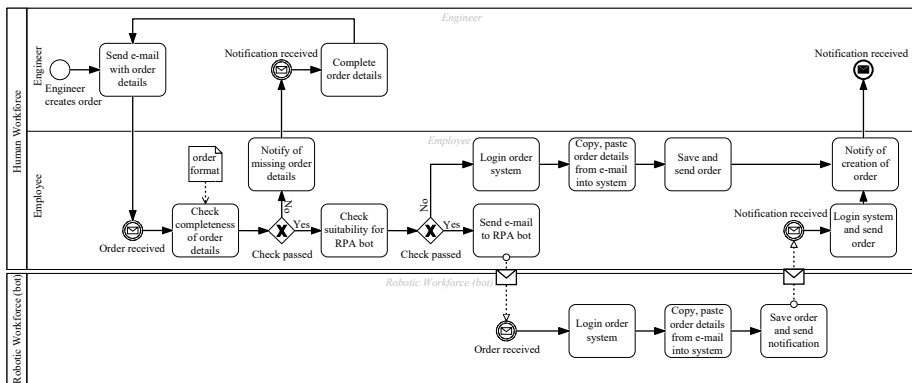 Human Workforce
Engineer
Engineer
Send e-mail
with order
details
Engineer
creates order
Notification received
Complete
order details
Notification received
Employee
Employee
order
format
Notify of
missing order
details
Login order
system
Copy, paste
order details
from e-mail
into system
Save and
send order
Notify of
creation of
order
Order received
Check
completeness
of order
details
No
Yes
Check passed
Check
suitability for
RPA bot
No
Yes
Check passed
Send e-mail
to RPA bot
Notification received
Login system
and send
order
Robotic Workforce (bot)
Robotic Workforce (bot)
Order received
Login order
system
Copy, paste
order details
from e-mail
into system
Save order
and send
notification